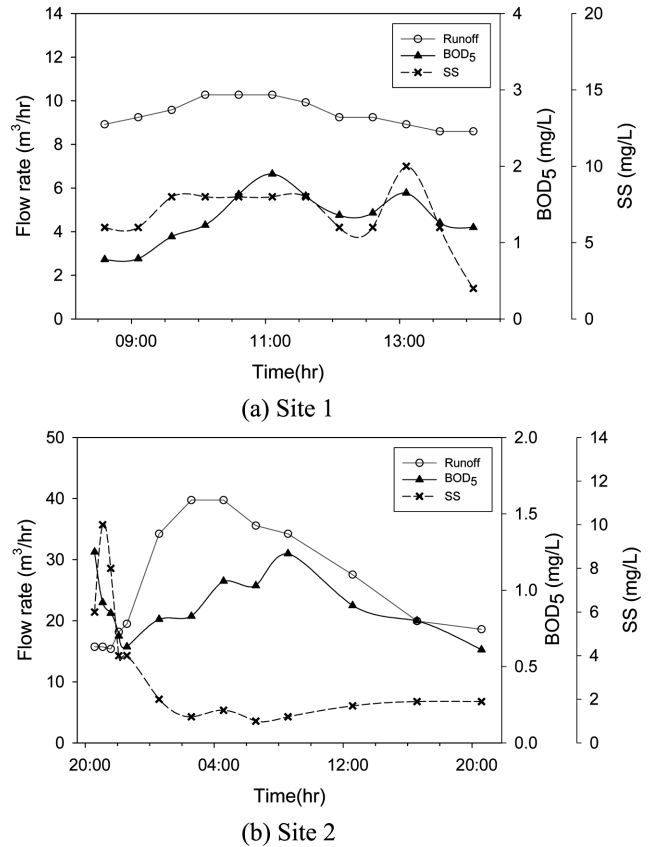 14
12
10
8
6
4
2
0
Flow rate (m³/hr)
Runoff
BOD₅
SS
4
3
2
1
0
BOD₅ (mg/L)
20
15
10
5
0
SS (mg/L)
09:00 11:00 13:00
Time(hr)
(a) Site 1
50
40
30
20
10
0
Flow rate (m³/hr)
Runoff
BOD₅
SS
2.0
1.5
1.0
0.5
0.0
BOD₅ (mg/L)
14
12
10
8
6
4
2
0
SS (mg/L)
20:00 04:00 12:00 20:00
Time(hr)
(b) Site 2